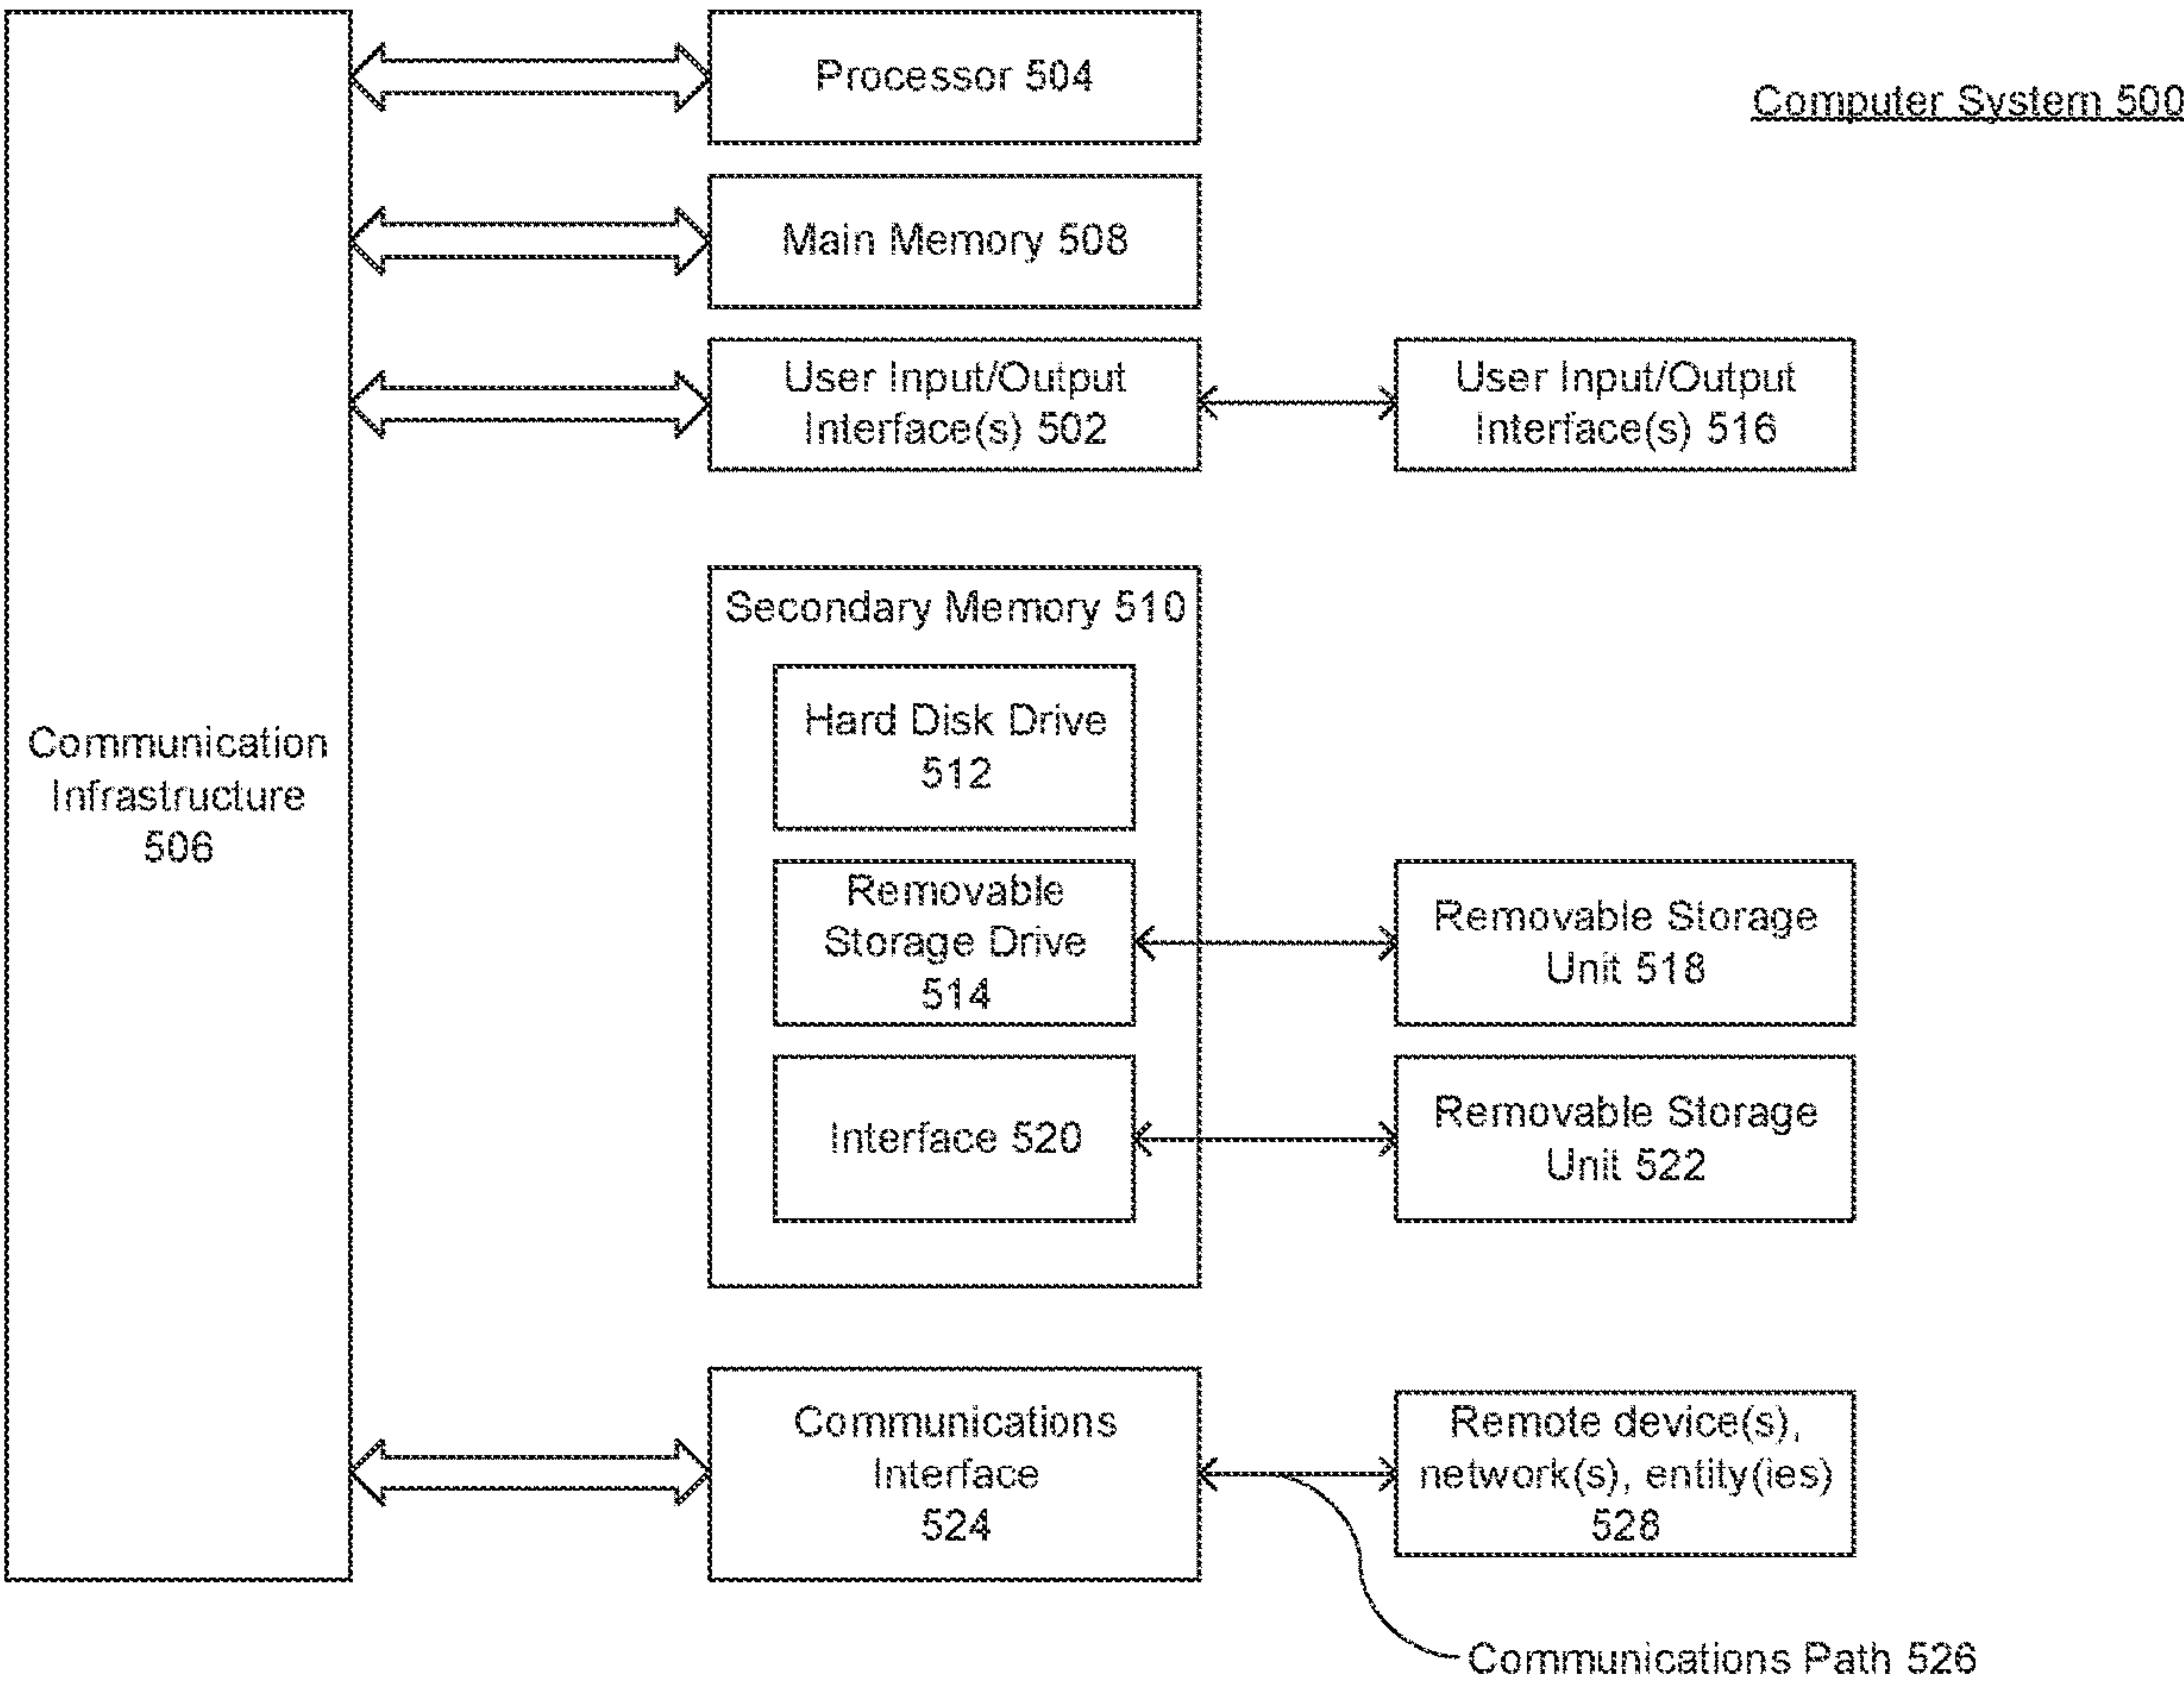 Processor 504
Computer System 500
Main Memory 508
User Input/Output
Interface(s) 502
User Input/Output
Interface(s) 516
Secondary Memory 510
Hard Disk Drive
512
Communication
Infrastructure
506
Removable
Storage Drive
514
Removable Storage
Unit 518
Interface 520
Removable Storage
Unit 522
Communications
Interface
524
Remote device(s),
network(s), entity(ies)
528
Communications Path 526